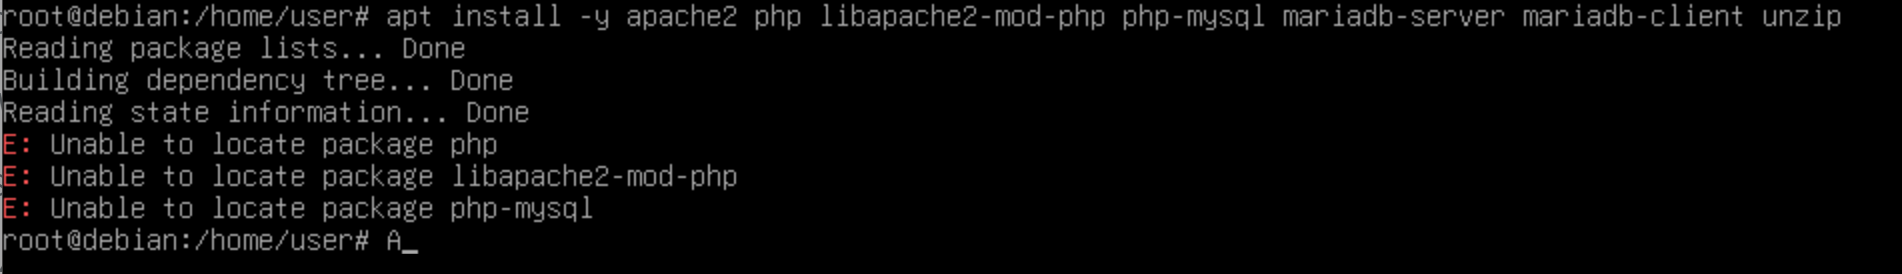 root@debian:/home/user# apt install -y apache2 php libapache2-mod-php php-mysql mariadb-server mariadb-client unzip
Reading package lists... Done
Building dependency tree... Done
Reading state information... Done
E: Unable to locate package php
E: Unable to locate package libapache2-mod-php
E: Unable to locate package php-mysql
root@debian:/home/user# A_